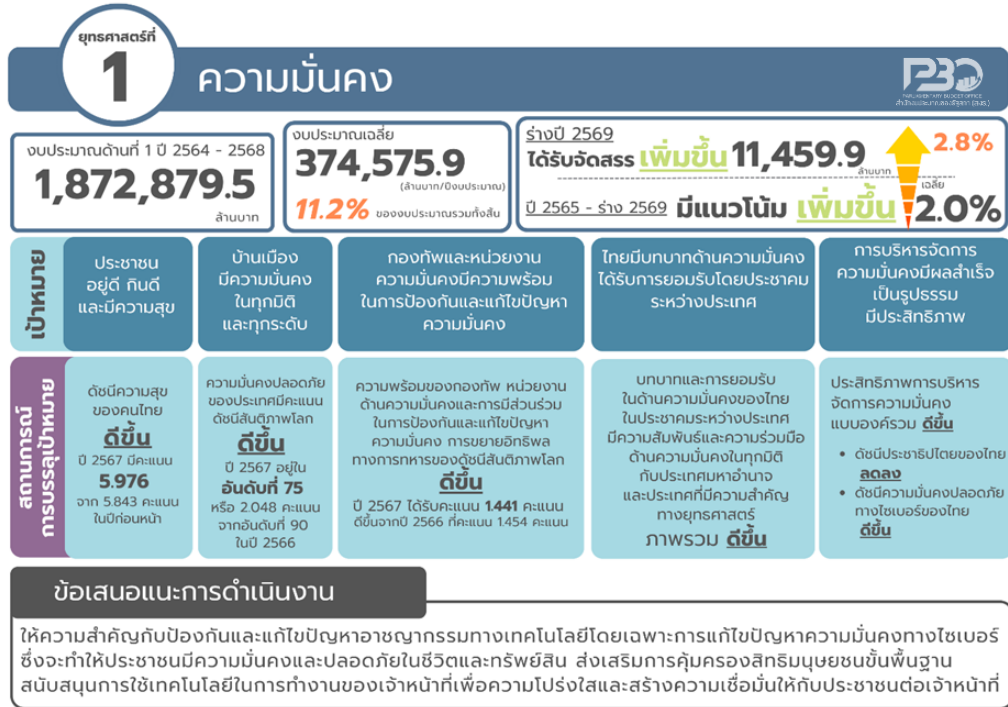 ยุทธศาสตร์ที่
1
ความมั่นคง
PBO
PARLIAMENTARY BUDGET OFFICE
สำนักงบประมาณของรัฐสภา (สงร.)
งบประมาณด้านที่ 1 ปี 2564 - 2568
1,872,879.5
ล้านบาท
งบประมาณเฉลี่ย
374,575.9
(ล้านบาท/ปีงบประมาณ)
11.2% ของงบประมาณรวมทั้งสิ้น
ร่างปี 2569
ได้รับจัดสรร เพิ่มขึ้น 11,459.9
ล้านบาท
2.8%
ปี 2565 - ร่าง 2569 มีแนวโน้ม เพิ่มขึ้น
เฉลี่ย
2.0%
เป้าหมาย
ประชาชน
อยู่ดี กินดี
และมีความสุข
บ้านเมือง
มีความมั่นคง
ในทุกมิติ
และทุกระดับ
กองทัพและหน่วยงาน
ความมั่นคงมีความพร้อม
ในการป้องกันและแก้ไขปัญหา
ความมั่นคง
ไทยมีบทบาทด้านความมั่นคง
ได้รับการยอมรับโดยประชาคม
ระหว่างประเทศ
การบริหารจัดการ
ความมั่นคงมีผลสำเร็จ
เป็นรูปธรรม
มีประสิทธิภาพ
สถานการณ์
การบรรลุเป้าหมาย
ดัชนีความสุข
ของคนไทย
ดีขึ้น
ปี 2567 มีคะแนน
5.976
จาก 5.843 คะแนน
ในปีก่อนหน้า
ความมั่นคงปลอดภัย
ของประเทศมีคะแนน
ดัชนีสันติภาพโลก
ดีขึ้น
ปี 2567 อยู่ใน
อันดับที่ 75
หรือ 2.048 คะแนน
จากอันดับที่ 90
ในปี 2566
ความพร้อมของกองทัพ หน่วยงาน
ด้านความมั่นคงและการมีส่วนร่วม
ในการป้องกันและแก้ไขปัญหา
ความมั่นคง การขยายอิทธิพล
ทางการทหารของดัชนีสันติภาพโลก
ดีขึ้น
ปี 2567 ได้รับคะแนน 1.441 คะแนน
ดีขึ้นจากปี 2566 ที่คะแนน 1.454 คะแนน
บทบาทและการยอมรับ
ในด้านความมั่นคงของไทย
ในประชาคมระหว่างประเทศ
มีความสัมพันธ์และความร่วมมือ
ด้านความมั่นคงในทุกมิติ
กับประเทศมหาอำนาจ
และประเทศที่มีความสำคัญ
ทางยุทธศาสตร์
ภาพรวม ดีขึ้น
ประสิทธิภาพการบริหาร
จัดการความมั่นคง
แบบองค์รวม ดีขึ้น
• ดัชนีประชาธิปไตยของไทย
ลดลง
• ดัชนีความมั่นคงปลอดภัย
ทางไซเบอร์ของไทย
ดีขึ้น
ข้อเสนอแนะการดำเนินงาน
ให้ความสำคัญกับป้องกันและแก้ไขปัญหาอาชญากรรมทางเทคโนโลยีโดยเฉพาะการแก้ไขปัญหาความมั่นคงทางไซเบอร์
ซึ่งจะทำให้ประชาชนมีความมั่นคงและปลอดภัยในชีวิตและทรัพย์สิน ส่งเสริมการคุ้มครองสิทธิมนุษยชนขั้นพื้นฐาน
สนับสนุนการใช้เทคโนโลยีในการทำงานของเจ้าหน้าที่เพื่อความโปร่งใสและสร้างความเชื่อมั่นให้กับประชาชนต่อเจ้าหน้าที่